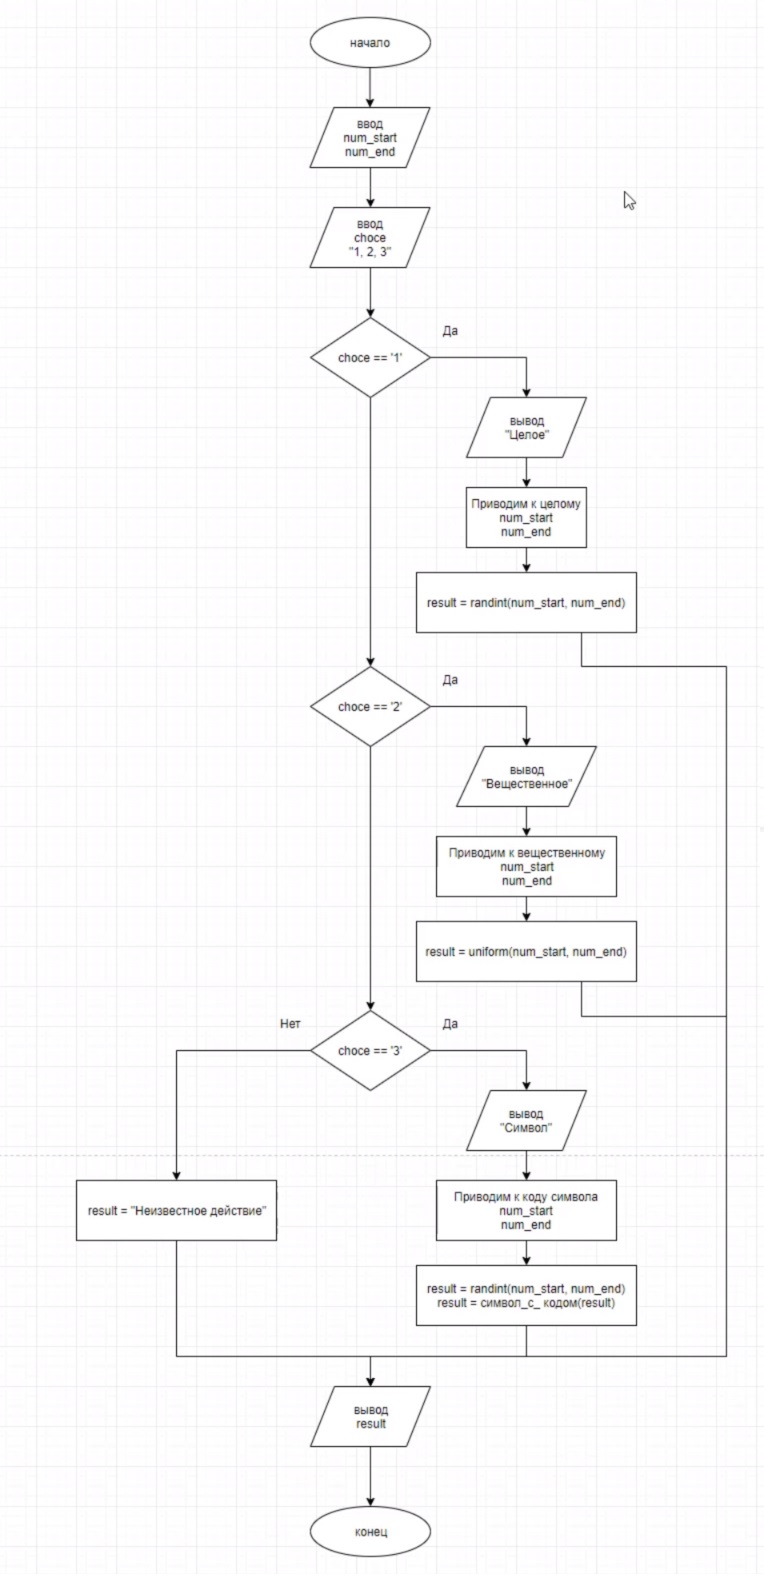 начало
ввод
num_start
num_end
ввод
choce
"1, 2, 3"
Да
choce == '1'
вывод
"Целое"
Приводим к целому
num_start
num_end
result = randint(num_start, num_end)
Да
choce == '2'
вывод
"Вещественное"
Приводим к вещественному
num_start
num_end
result = uniform(num_start, num_end)
Нет
Да
choce == '3'
вывод
"Символ"
result = "Неизвестное действие"
Приводим к коду символа
num_start
num_end
result = randint(num_start, num_end)
result = символ_с_ кодом(result)
вывод
result
конец